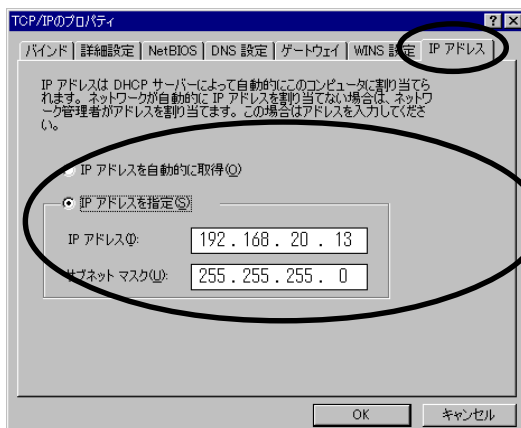 TCP/IPのプロパティ
バインド 詳細設定 NetBIOS DNS 設定 ゲートウェイ WINS 設定 IP アドレス
IP アドレスは DHCP サーバーによって自動的にこのコンピュータに割り当てら
れます。ネットワークが自動的に IP アドレスを割り当てない場合は、ネットワ
ーク管理者がアドレスを割り当てます。この場合はアドレスを入力してくださ
い。
IP アドレスを自動的に取得(O)
IP アドレスを指定(S)
IP アドレス(I): 192 . 168 . 20 . 13
サブネット マスク(U): 255 . 255 . 255 . 0
OK キャンセル